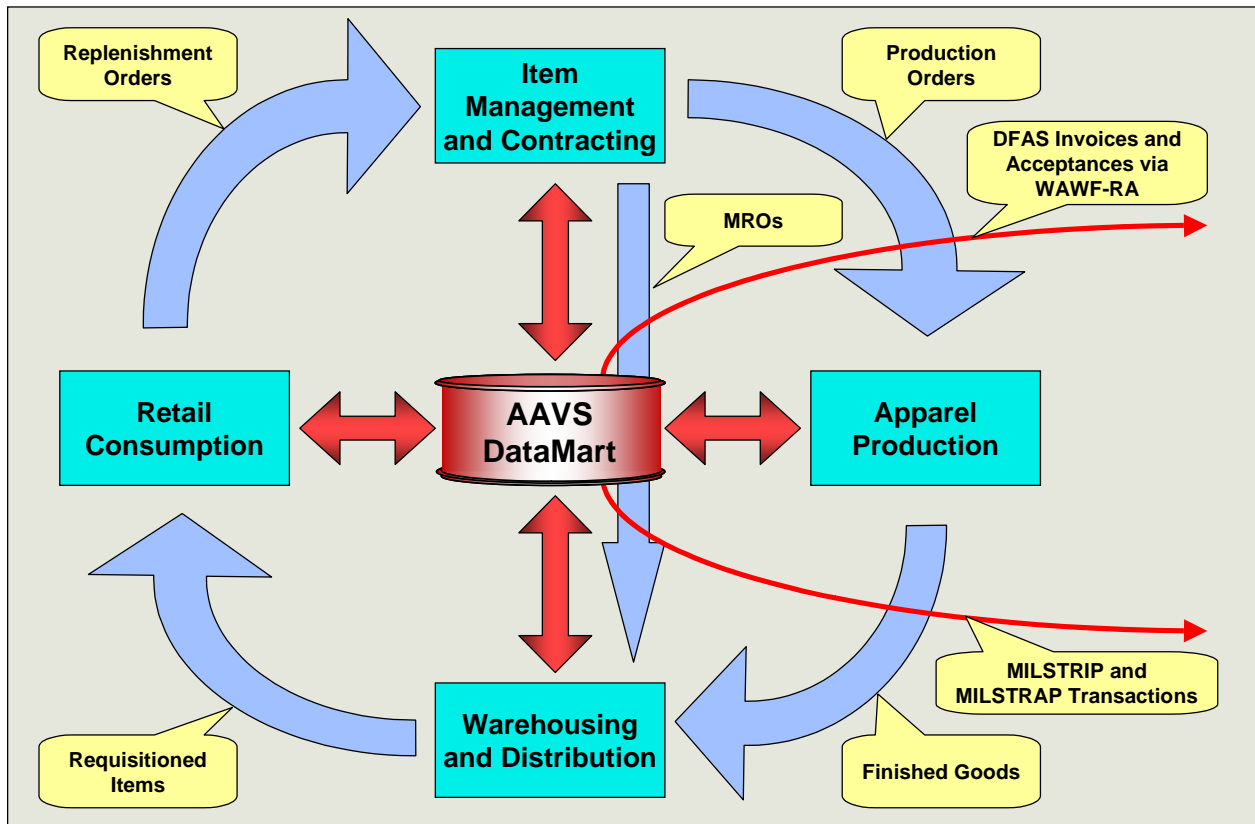 Replenishment
Orders
Item
Management
and Contracting
Production
Orders
DFAS Invoices and
Acceptances via
WAWF-RA
MROs
Retail
Consumption
AAVS
DataMart
Apparel
Production
MILSTRIP and
MILSTRAP Transactions
Warehousing
and Distribution
Requisitioned
Items
Finished Goods